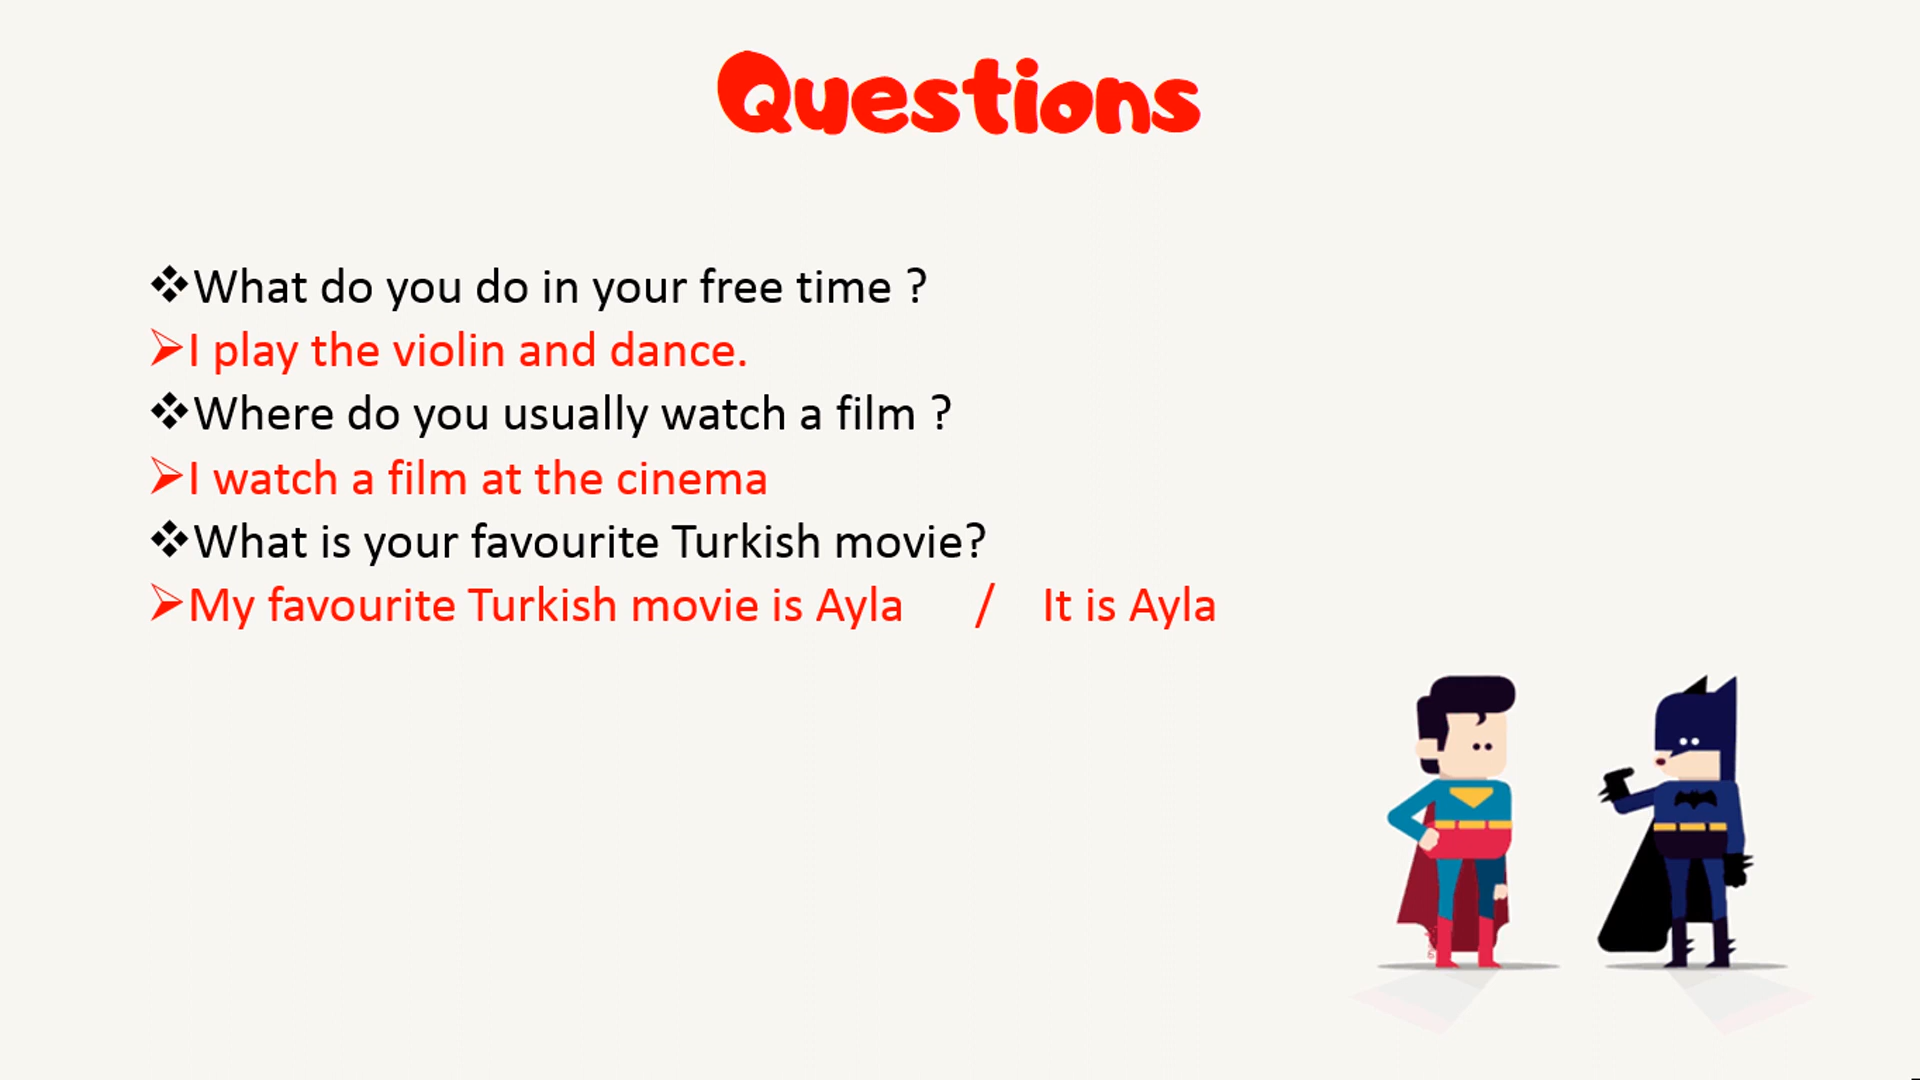 Questions
❖What do you do in your free time ?
➢I play the violin and dance.
❖Where do you usually watch a film ?
➢I watch a film at the cinema
❖What is your favourite Turkish movie?
➢My favourite Turkish movie is Ayla / It is Ayla